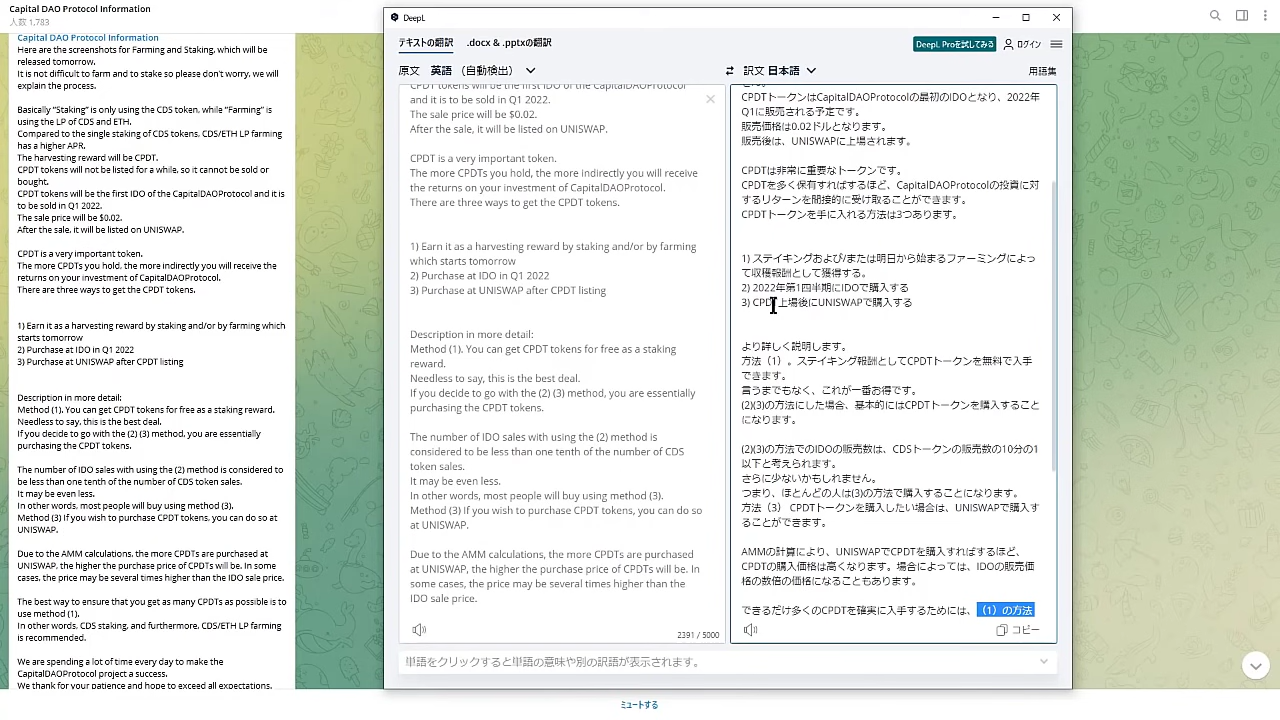 Capital DAO Protocol Information
人数 1,783
Capital DAO Protocol Information
Here are the screenshots for Farming and Staking, which will be
released tomorrow.
It is not difficult to farm and to stake so please don't worry, we will
explain the process.
Basically "Staking" is only using the CDS token, while "Farming" is
using the LP of CDS and ETH.
Compared to the single staking of CDS tokens, CDS/ETH LP farming
has a higher APR.
The harvesting reward will be CPDT.
CPDT tokens will not be listed for a while, so it cannot be sold or
bought.
CPDT tokens will be the first IDO of the CapitalDAOProtocol and it is
to be sold in Q1 2022.
The sale price will be $0.02.
After the sale, it will be listed on UNISWAP.
CPDT is a very important token.
The more CPDTs you hold, the more indirectly you will receive the
returns on your investment of CapitalDAOProtocol.
There are three ways to get the CPDT tokens.
1) Earn it as a harvesting reward by staking and/or by farming which
starts tomorrow
2) Purchase at IDO in Q1 2022
3) Purchase at UNISWAP after CPDT listing
Description in more detail:
Method (1). You can get CPDT tokens for free as a staking reward.
Needless to say, this is the best deal.
If you decide to go with the (2) (3) method, you are essentially
purchasing the CPDT tokens.
The number of IDO sales with using the (2) method is considered to
be less than one tenth of the number of CDS token sales.
It may be even less.
In other words, most people will buy using method (3).
Method (3) If you wish to purchase CPDT tokens, you can do so at
UNISWAP.
Due to the AMM calculations, the more CPDTs are purchased at
UNISWAP, the higher the purchase price of CPDTs will be. In some
cases, the price may be several times higher than the IDO sale price.
The best way to ensure that you get as many CPDTs as possible is to
use method (1).
In other words, CDS staking, and furthermore, CDS/ETH LP farming
is recommended.
We are spending a lot of time every day to make the
CapitalDAOProtocol project a success.
We thank for your patience and hope to exceed all expectations.
ミュートする
DeepL
テキストの翻訳 .docx & .pptxの翻訳
DeepL Proを試してみる ログイン
原文 英語 (自動検出)
訳文 日本語 用語集
CPDT tokens will be the first IDO of the CapitalDAOProtocol
and it is to be sold in Q1 2022.
The sale price will be $0.02.
After the sale, it will be listed on UNISWAP.
CPDT is a very important token.
The more CPDTs you hold, the more indirectly you will receive
the returns on your investment of CapitalDAOProtocol.
There are three ways to get the CPDT tokens.
1) Earn it as a harvesting reward by staking and/or by farming
which starts tomorrow
2) Purchase at IDO in Q1 2022
3) Purchase at UNISWAP after CPDT listing
Description in more detail:
Method (1). You can get CPDT tokens for free as a staking
reward.
Needless to say, this is the best deal.
If you decide to go with the (2) (3) method, you are essentially
purchasing the CPDT tokens.
The number of IDO sales with using the (2) method is
considered to be less than one tenth of the number of CDS
token sales.
It may be even less.
In other words, most people will buy using method (3).
Method (3) If you wish to purchase CPDT tokens, you can do so
at UNISWAP.
Due to the AMM calculations, the more CPDTs are purchased
at UNISWAP, the higher the purchase price of CPDTs will be. In
some cases, the price may be several times higher than the
IDO sale price.
2391 / 5000
CPDTトークンはCapitalDAOProtocolの最初のIDOとなり、2022年
Q1に販売される予定です。
販売価格は0.02ドルとなります。
販売後は、UNISWAPに上場されます。
CPDTは非常に重要なトークンです。
CPDTを多く保有すればするほど、CapitalDAOProtocolの投資に対
するリターンを間接的に受け取ることができます。
CPDTトークンを手に入れる方法は3つあります。
1) ステイキングおよび/または明日から始まるファーミングによっ
て収穫報酬として獲得する。
2) 2022年第1四半期にIDOで購入する
3) CPDT上場後にUNISWAPで購入する
より詳しく説明します。
方法（1）。ステイキング報酬としてCPDTトークンを無料で入手
できます。
言うまでもなく、これが一番お得です。
(2)(3)の方法にした場合、基本的にはCPDTトークンを購入すること
になります。
(2)(3)の方法でのIDOの販売数は、CDSトークンの販売数の10分の1
以下と考えられます。
さらに少ないかもしれません。
つまり、ほとんどの人は(3)の方法で購入することになります。
方法（3） CPDTトークンを購入したい場合は、UNISWAPで購入す
ることができます。
AMMの計算により、UNISWAPでCPDTを購入すればするほど、
CPDTの購入価格は高くなります。場合によっては、IDOの販売価
格の数倍の価格になることもあります。
できるだけ多くのCPDTを確実に入手するためには、（1）の方法
コピー
単語をクリックすると単語の意味や別の訳語が表示されます。